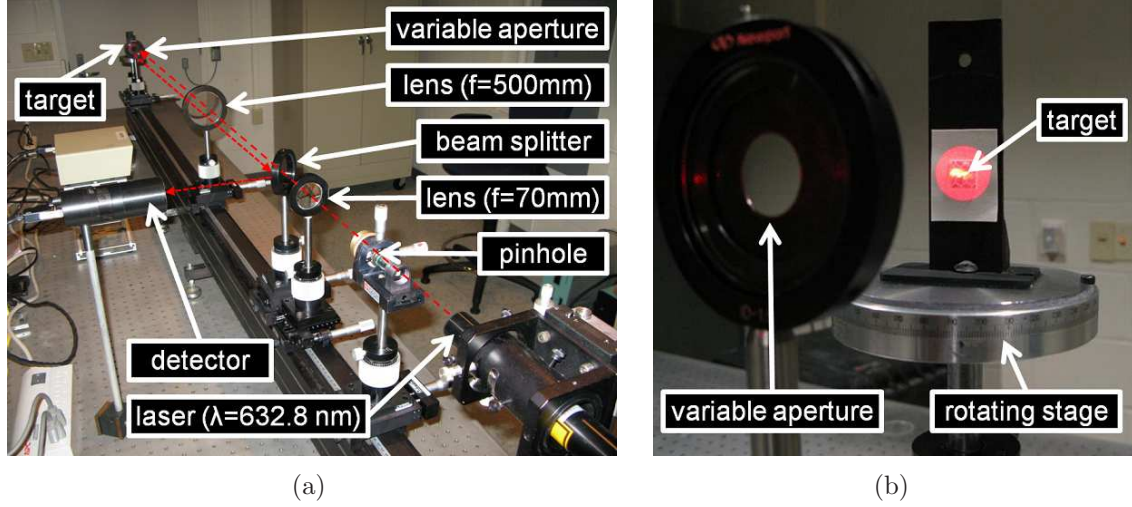 variable aperture
lens (f=500mm)
target
beam splitter
lens (f=70mm)
pinhole
detector
laser (λ=632.8 nm)
(a)
Newport
target
variable aperture
rotating stage
(b)